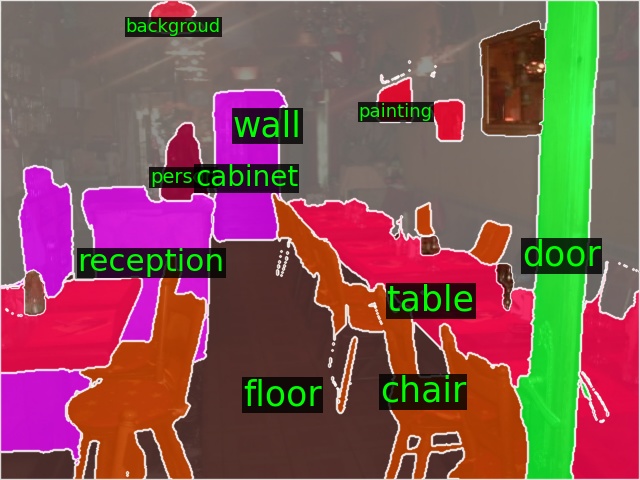 backgroud
painting
wall
pers
cabinet
door
reception
table
chair
floor